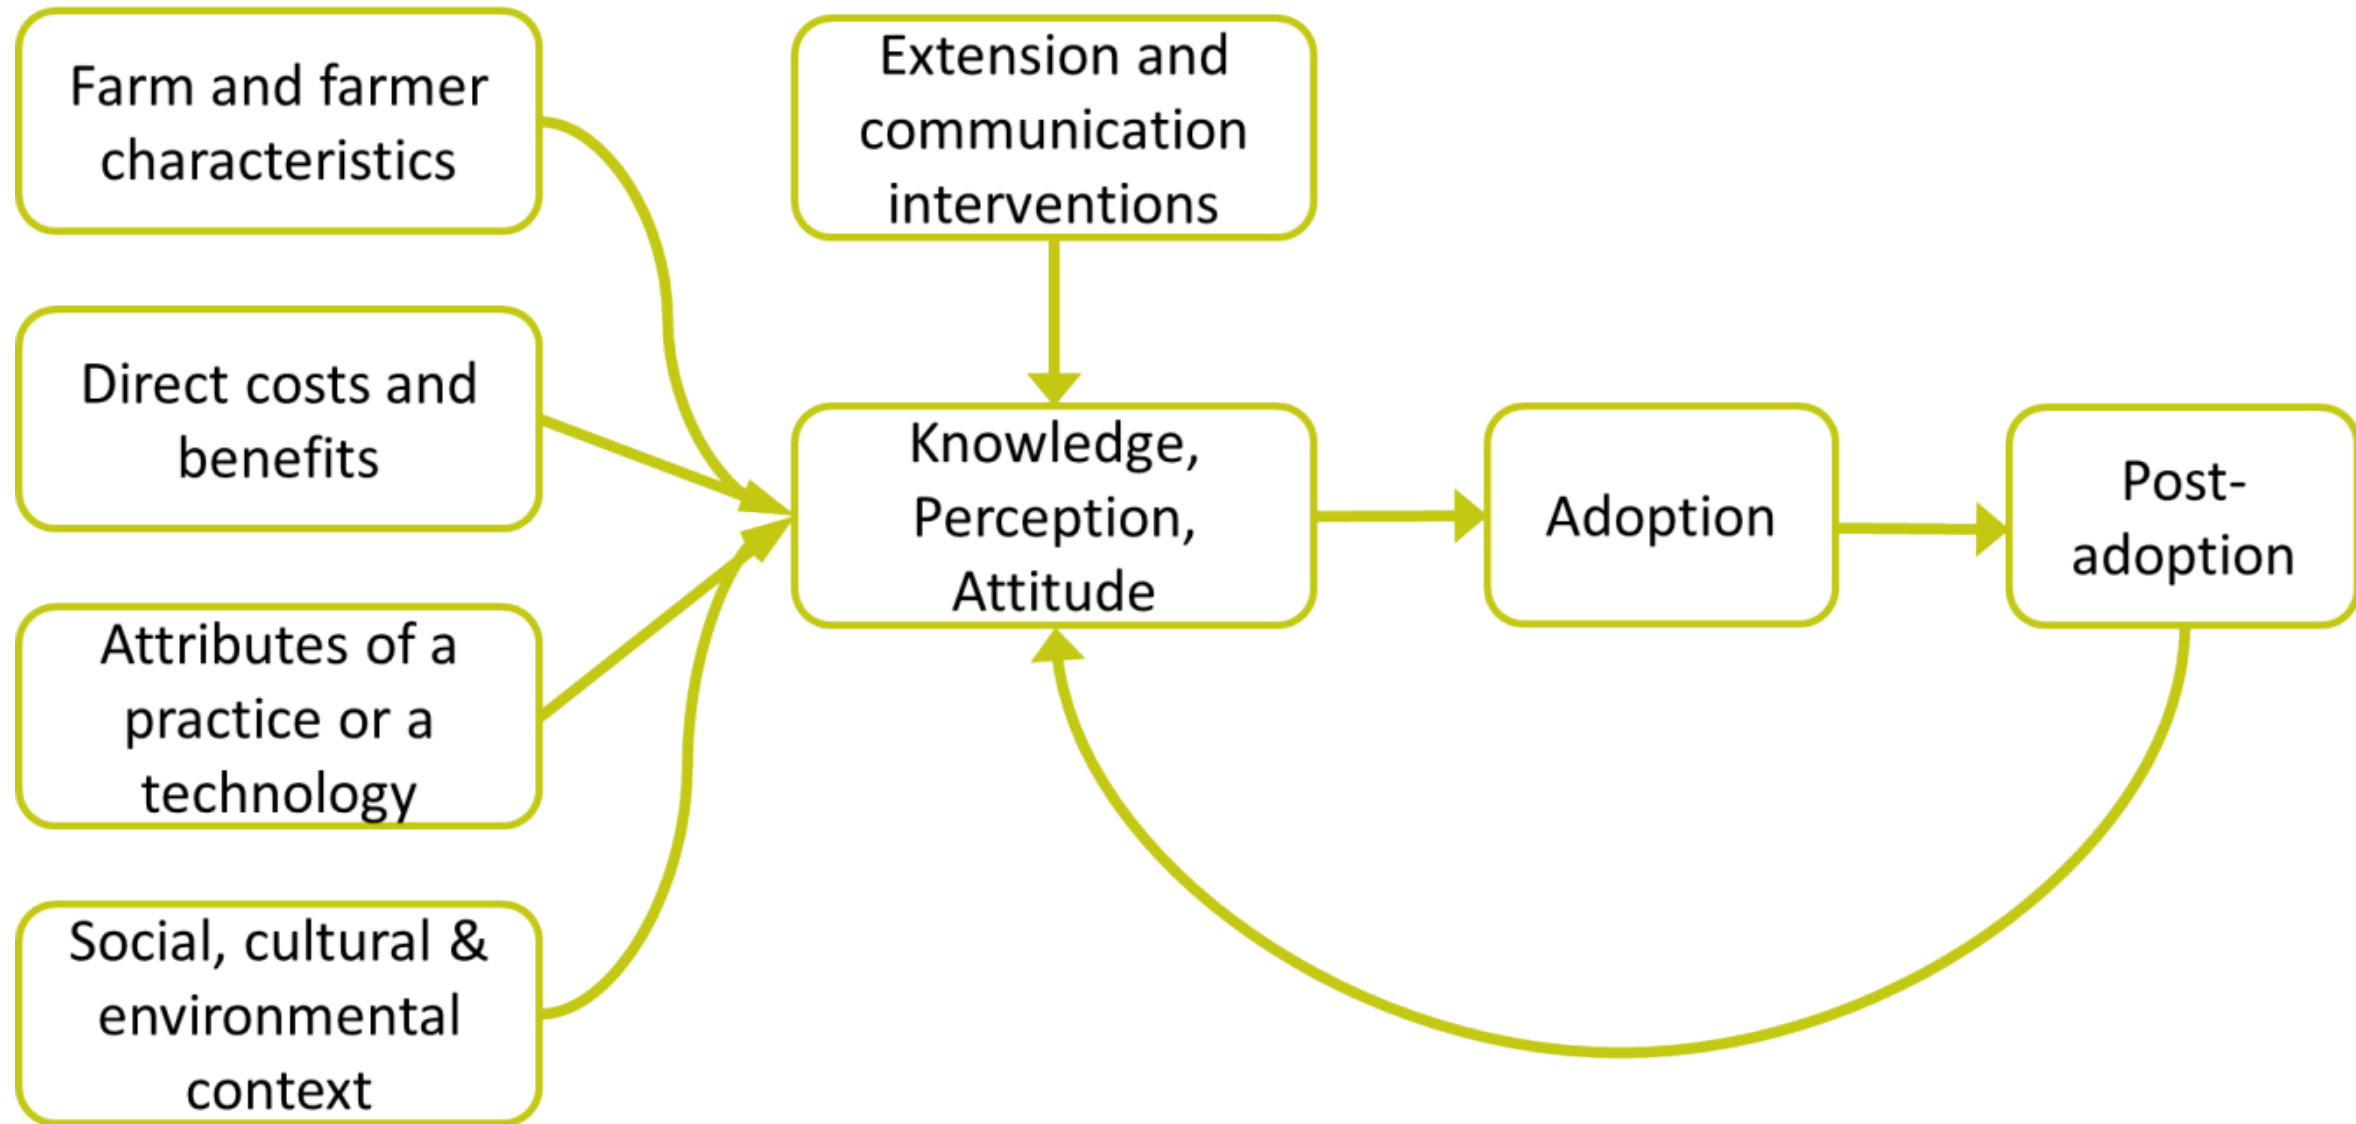 Farm and farmer
characteristics
Extension and
communication
interventions
Direct costs and
benefits
Knowledge,
Perception,
Attitude
Adoption
Post-
adoption
Attributes of a
practice or a
technology
Social, cultural &
environmental
context